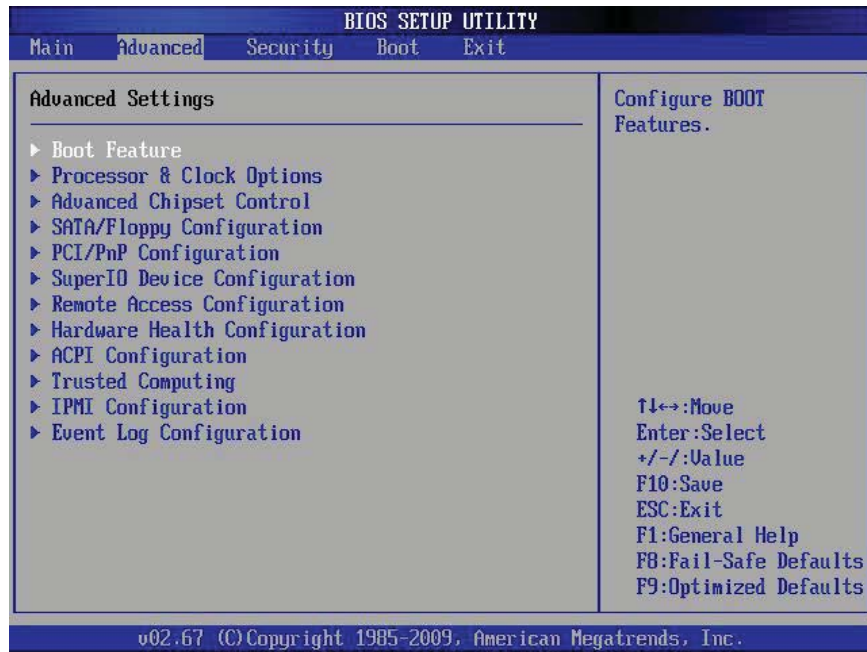 BIOS SETUP UTILITY
Main Advanced Security Boot Exit
Advanced Settings
▶ Boot Feature
▶ Processor & Clock Options
▶ Advanced Chipset Control
▶ SATA/Floppy Configuration
▶ PCI/PnP Configuration
▶ SuperIO Device Configuration
▶ Remote Access Configuration
▶ Hardware Health Configuration
▶ ACPI Configuration
▶ Trusted Computing
▶ IPMI Configuration
▶ Event Log Configuration
Configure BOOT
Features.
↑↓←→:Move
Enter:Select
+/-/:Value
F10:Save
ESC:Exit
F1:General Help
F8:Fail-Safe Defaults
F9:Optimized Defaults
v02.67 (C)Copyright 1985-2009, American Megatrends, Inc.